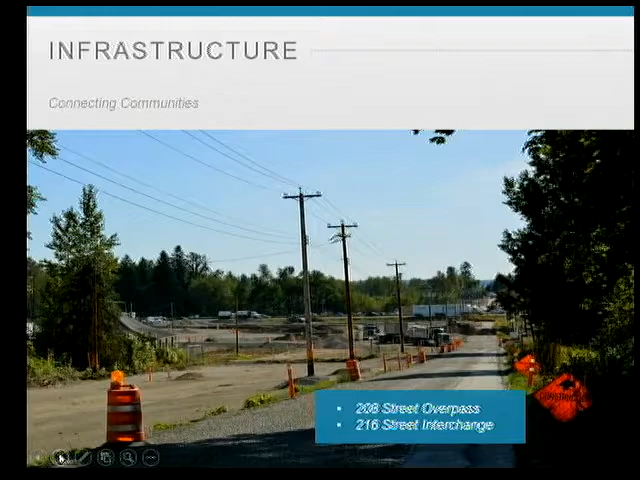 INFRASTRUCTURE
Connecting Communities
208 Street Overpass
216 Street Interchange